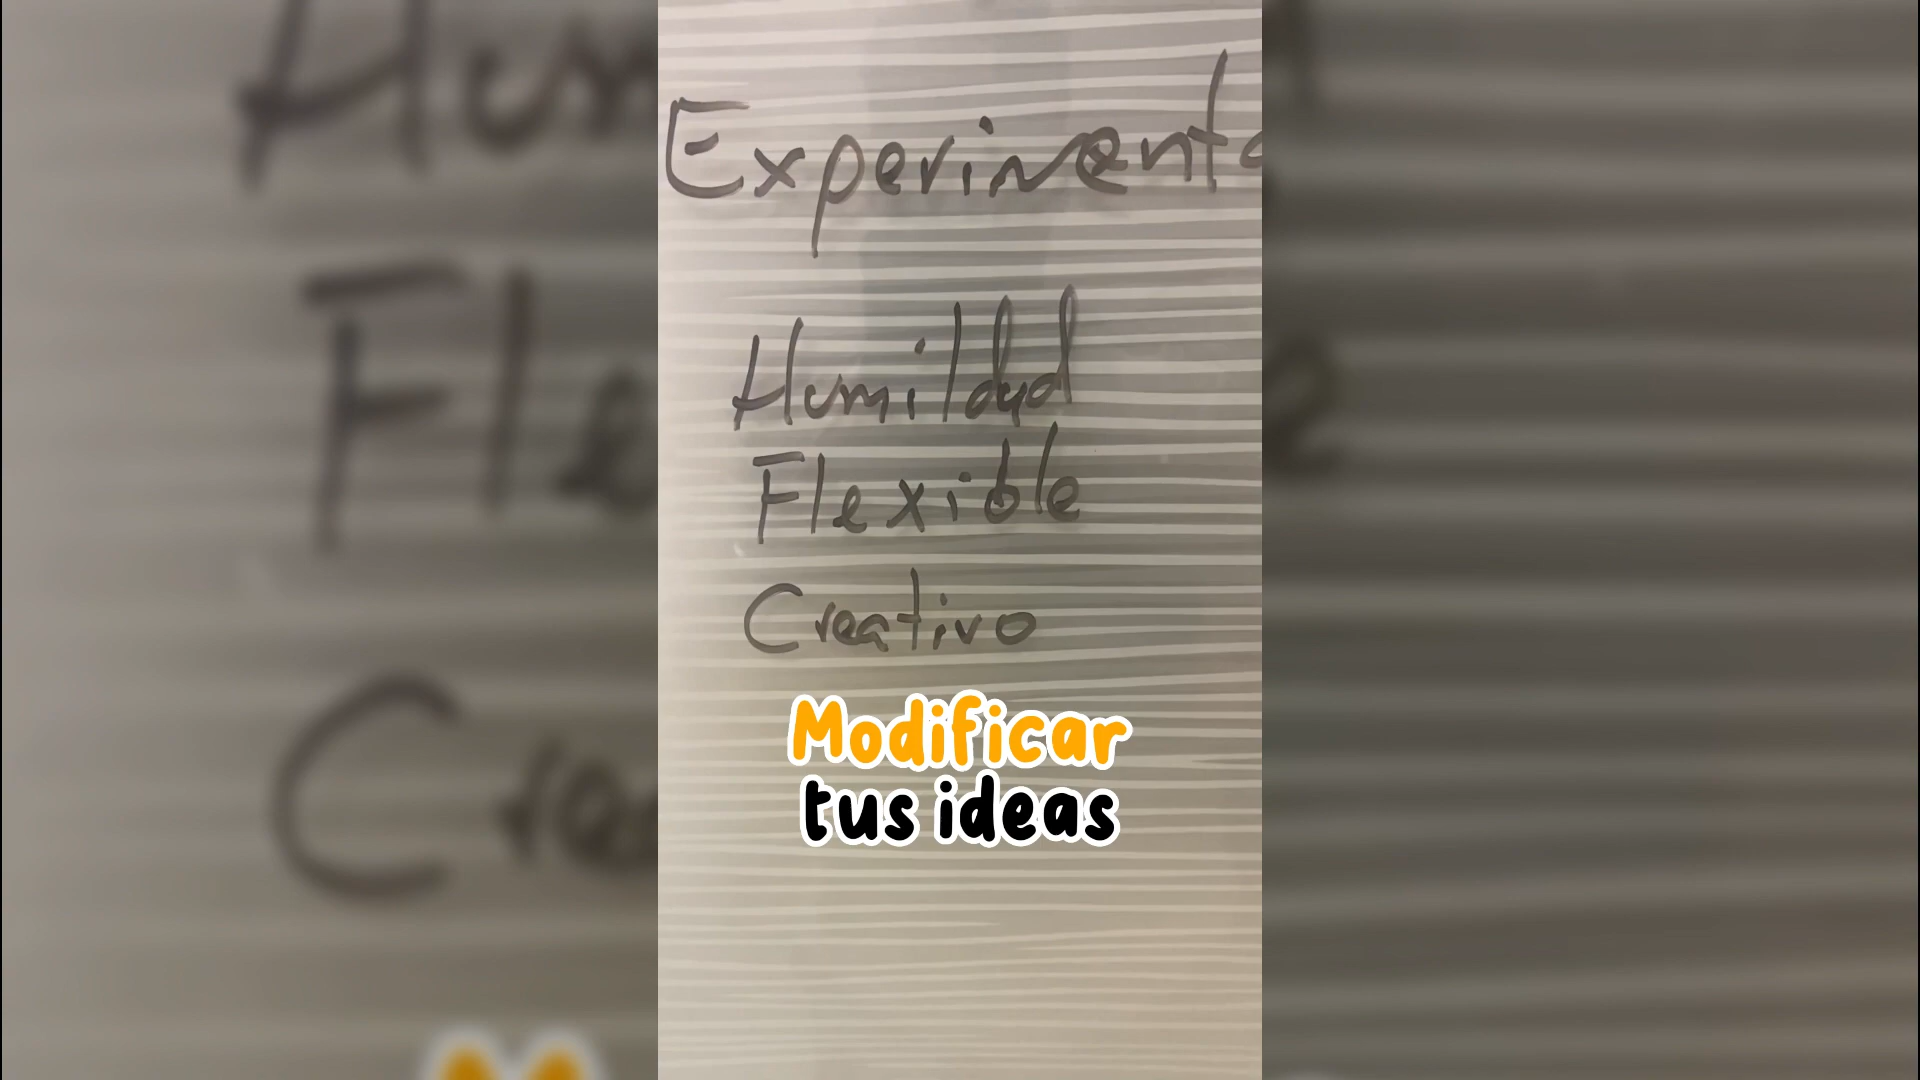 Experimenta
Humildad
Flexible
Creativo
Modificar
tus ideas